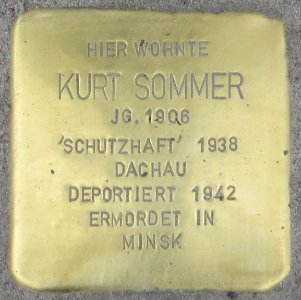 HIER WOHNTE
KURT SOMMER
JG. 1906
'SCHUTZHAFT' 1938
DACHAU
DEPORTIERT 1942
ERMORDET IN
MINSK